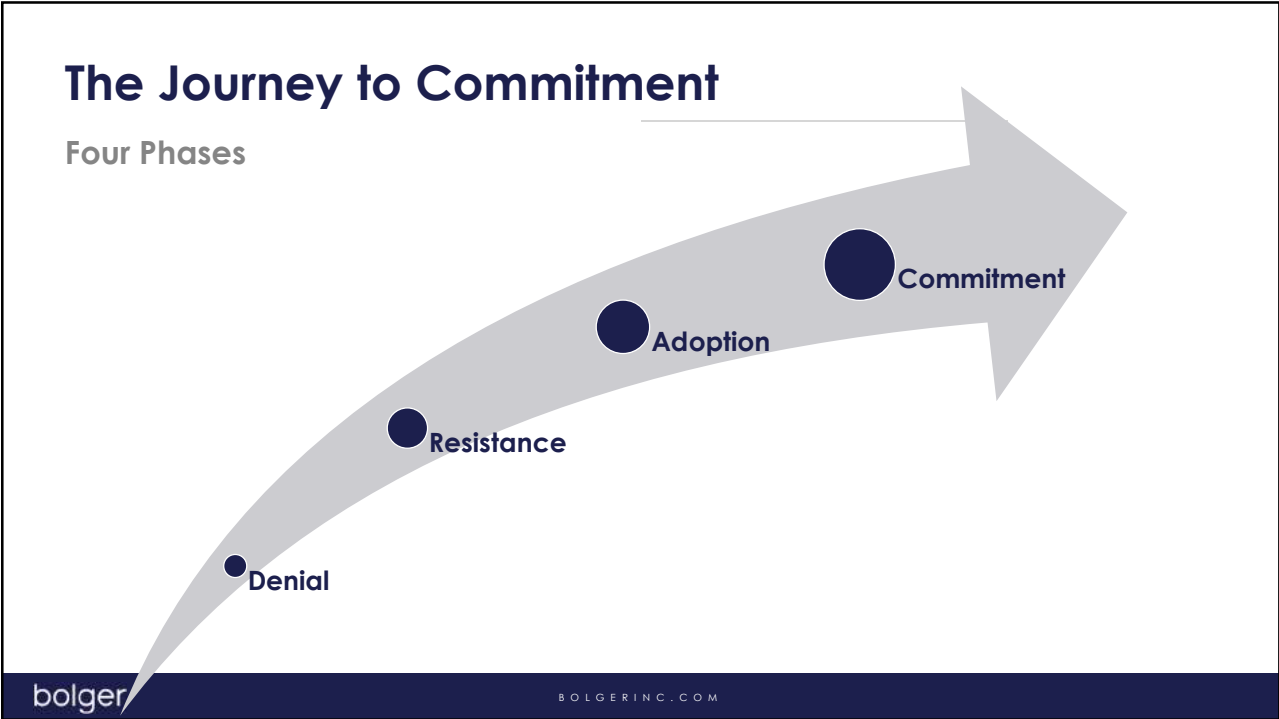 The Journey to Commitment
Four Phases
Commitment
Adoption
Resistance
Denial
bolger
BOLGERINC.COM